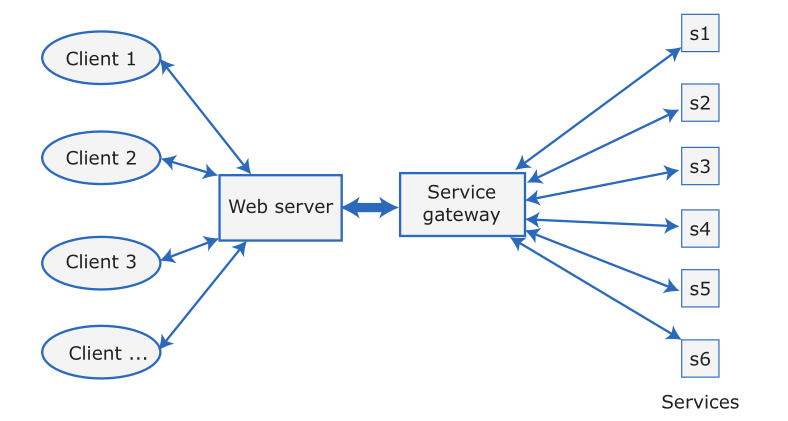 Client 1
Client 2
Client 3
Client ...
Web server
Service
gateway
s1
s2
s3
s4
s5
s6
Services